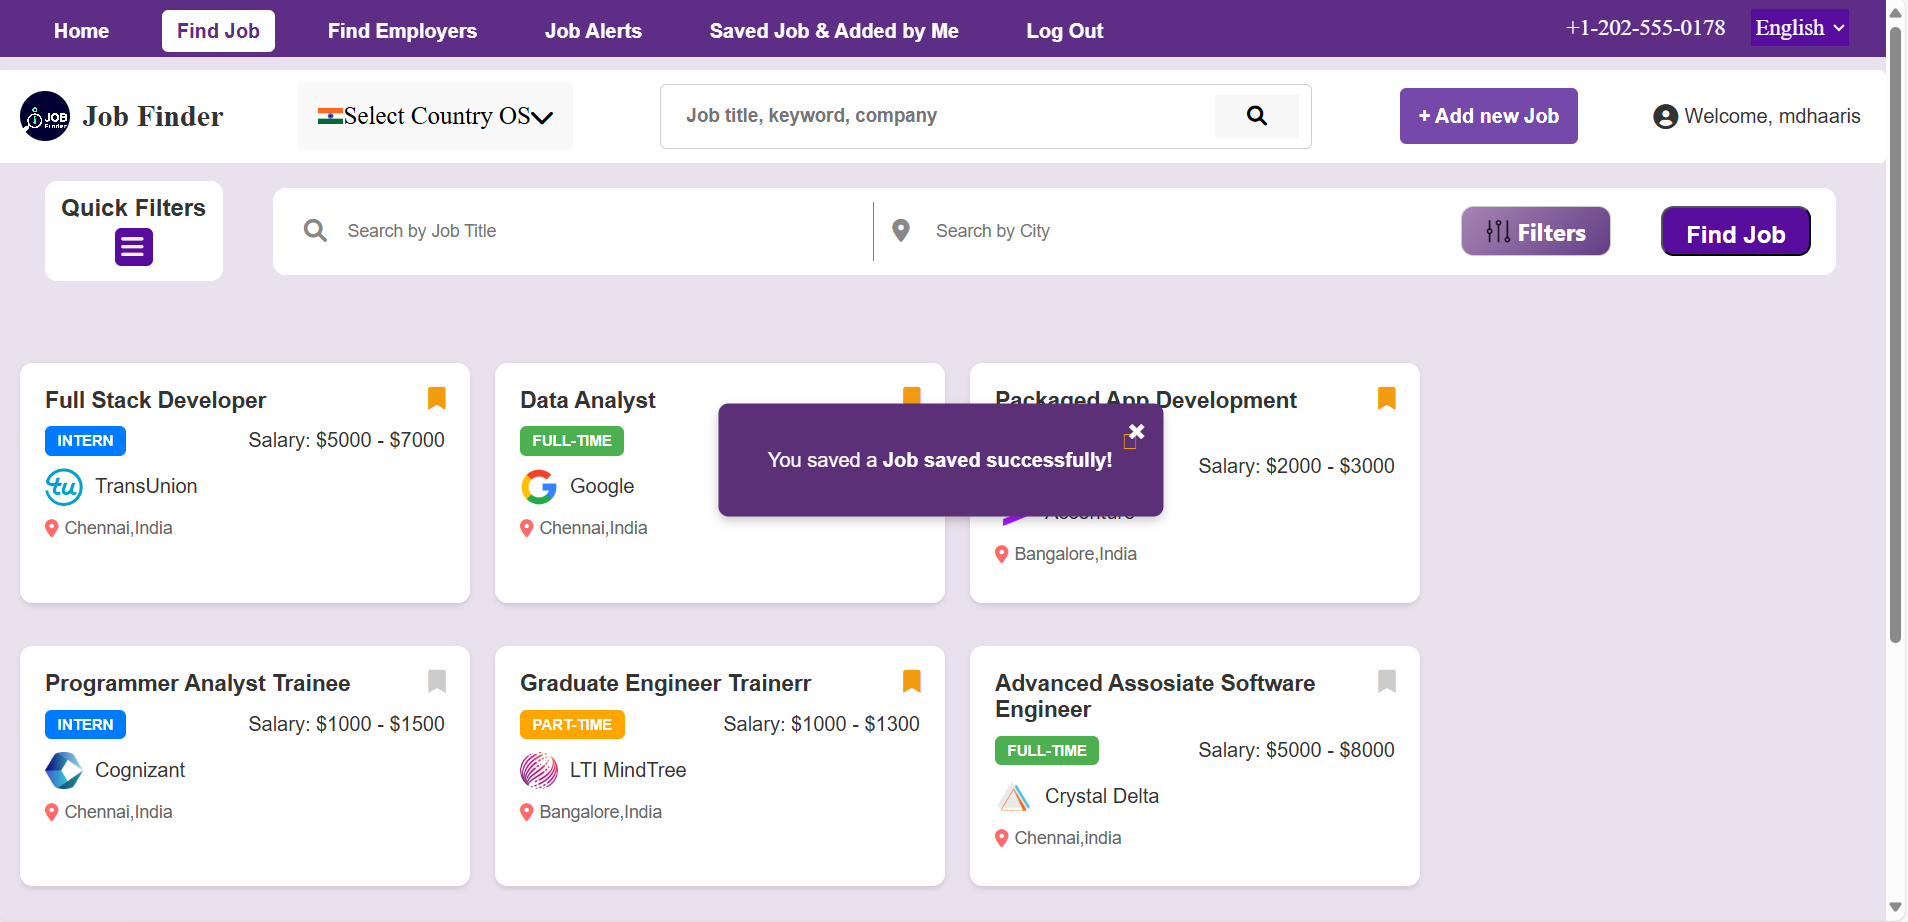 Home
Find Job
Find Employers
Job Alerts
Saved Job & Added by Me
Log Out
+1-202-555-0178
English
JOB
Finder
Job Finder
Select Country OS
Job title, keyword, company
+ Add new Job
Welcome, mdhaaris
Quick Filters
Search by Job Title
Search by City
Filters
Find Job
Full Stack Developer
INTERN
Salary: $5000 - $7000
tu
TransUnion
Chennai,India
Data Analyst
FULL-TIME
G
Google
Chennai,India
Packaged App Development
Salary: $2000 - $3000
Accenture
Bangalore,India
You saved a Job saved successfully!
Programmer Analyst Trainee
INTERN
Salary: $1000 - $1500
Cognizant
Chennai,India
Graduate Engineer Trainerr
PART-TIME
Salary: $1000 - $1300
LTI MindTree
Bangalore,India
Advanced Assosiate Software
Engineer
FULL-TIME
Salary: $5000 - $8000
Crystal Delta
Chennai,india